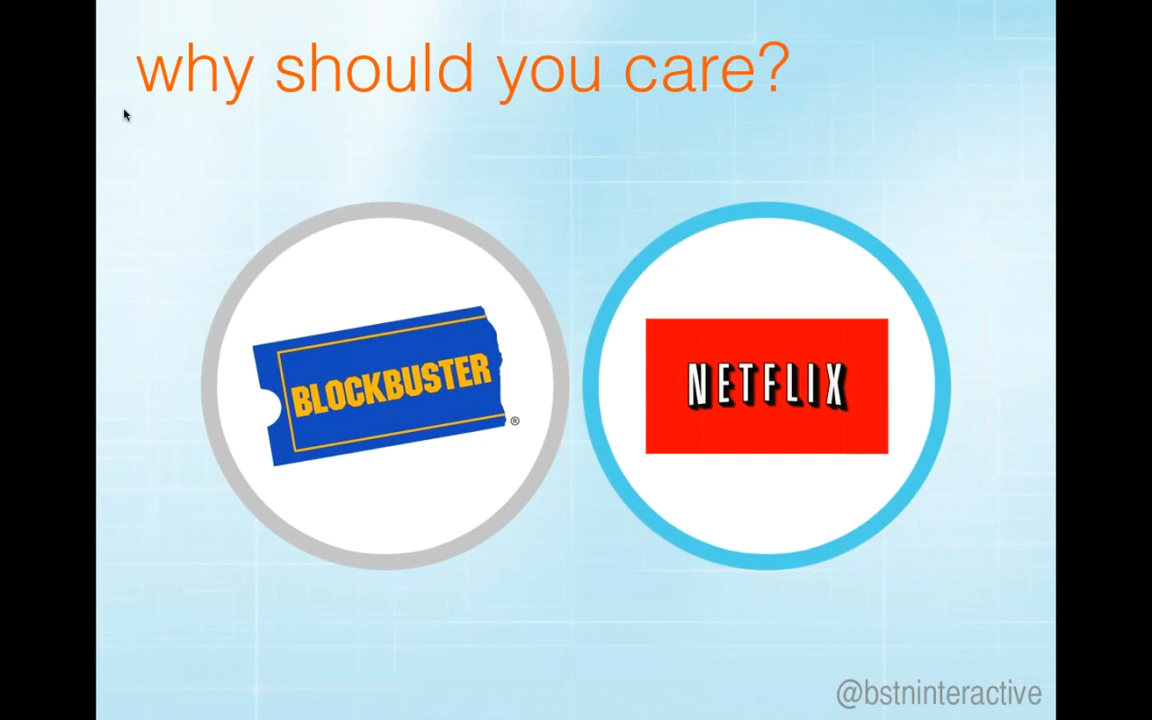 why should you care?
BLOCKBUSTER
®
NETFLIX
@bstninteractive